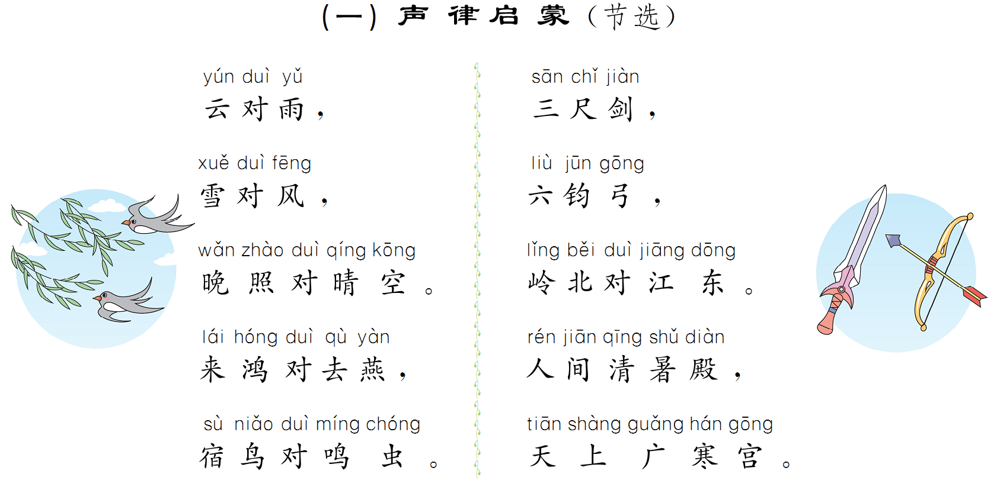 (一) 声律启蒙（节选）
yún duì yǔ
云对雨，
xuě duì fēng
雪对风，
wǎn zhào duì qíng kōng
晚照对晴空。
lái hóng duì qù yàn
来鸿对去燕，
sù niǎo duì míng chóng
宿鸟对鸣虫。
sān chǐ jiàn
三尺剑，
liù jūn gōng
六钧弓，
lǐng běi duì jiāng dōng
岭北对江东。
rén jiān qīng shǔ diàn
人间清暑殿，
tiān shàng guǎng hán gōng
天上广寒宫。